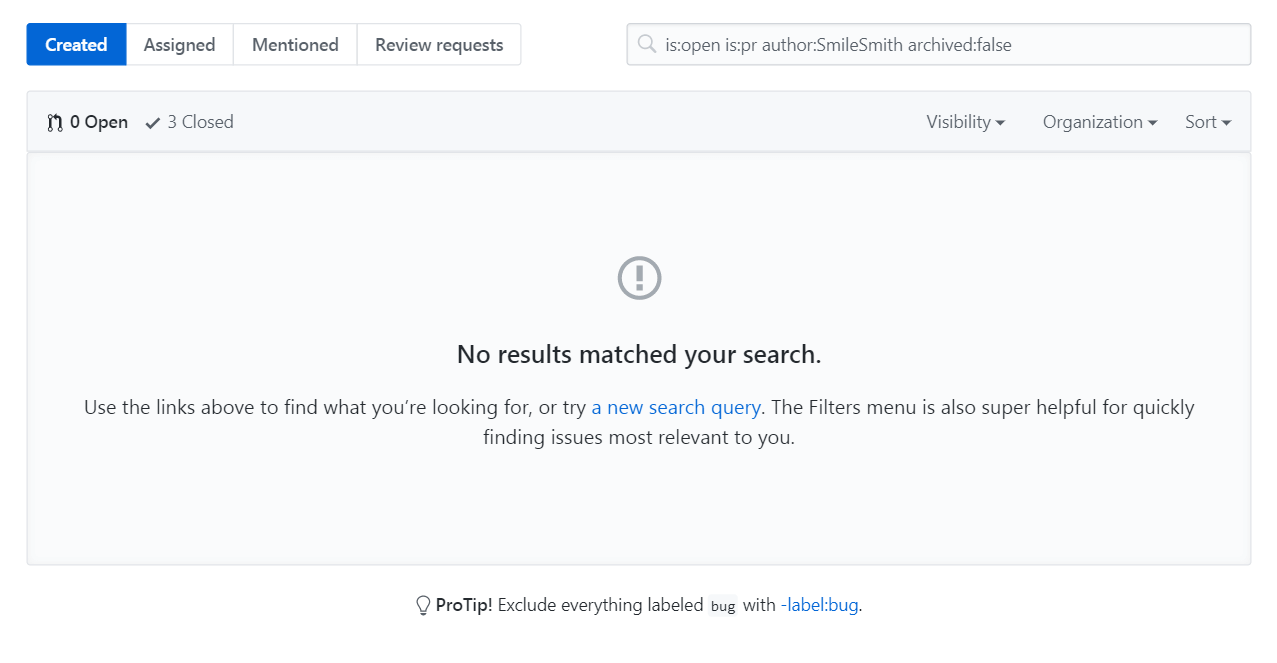 Created Assigned Mentioned Review requests is:open is:pr author:SmileSmith archived:false
0 Open 3 Closed Visibility Organization Sort
No results matched your search.
Use the links above to find what you’re looking for, or try a new search query. The Filters menu is also super helpful for quickly
finding issues most relevant to you.
ProTip! Exclude everything labeled bug with -label:bug.